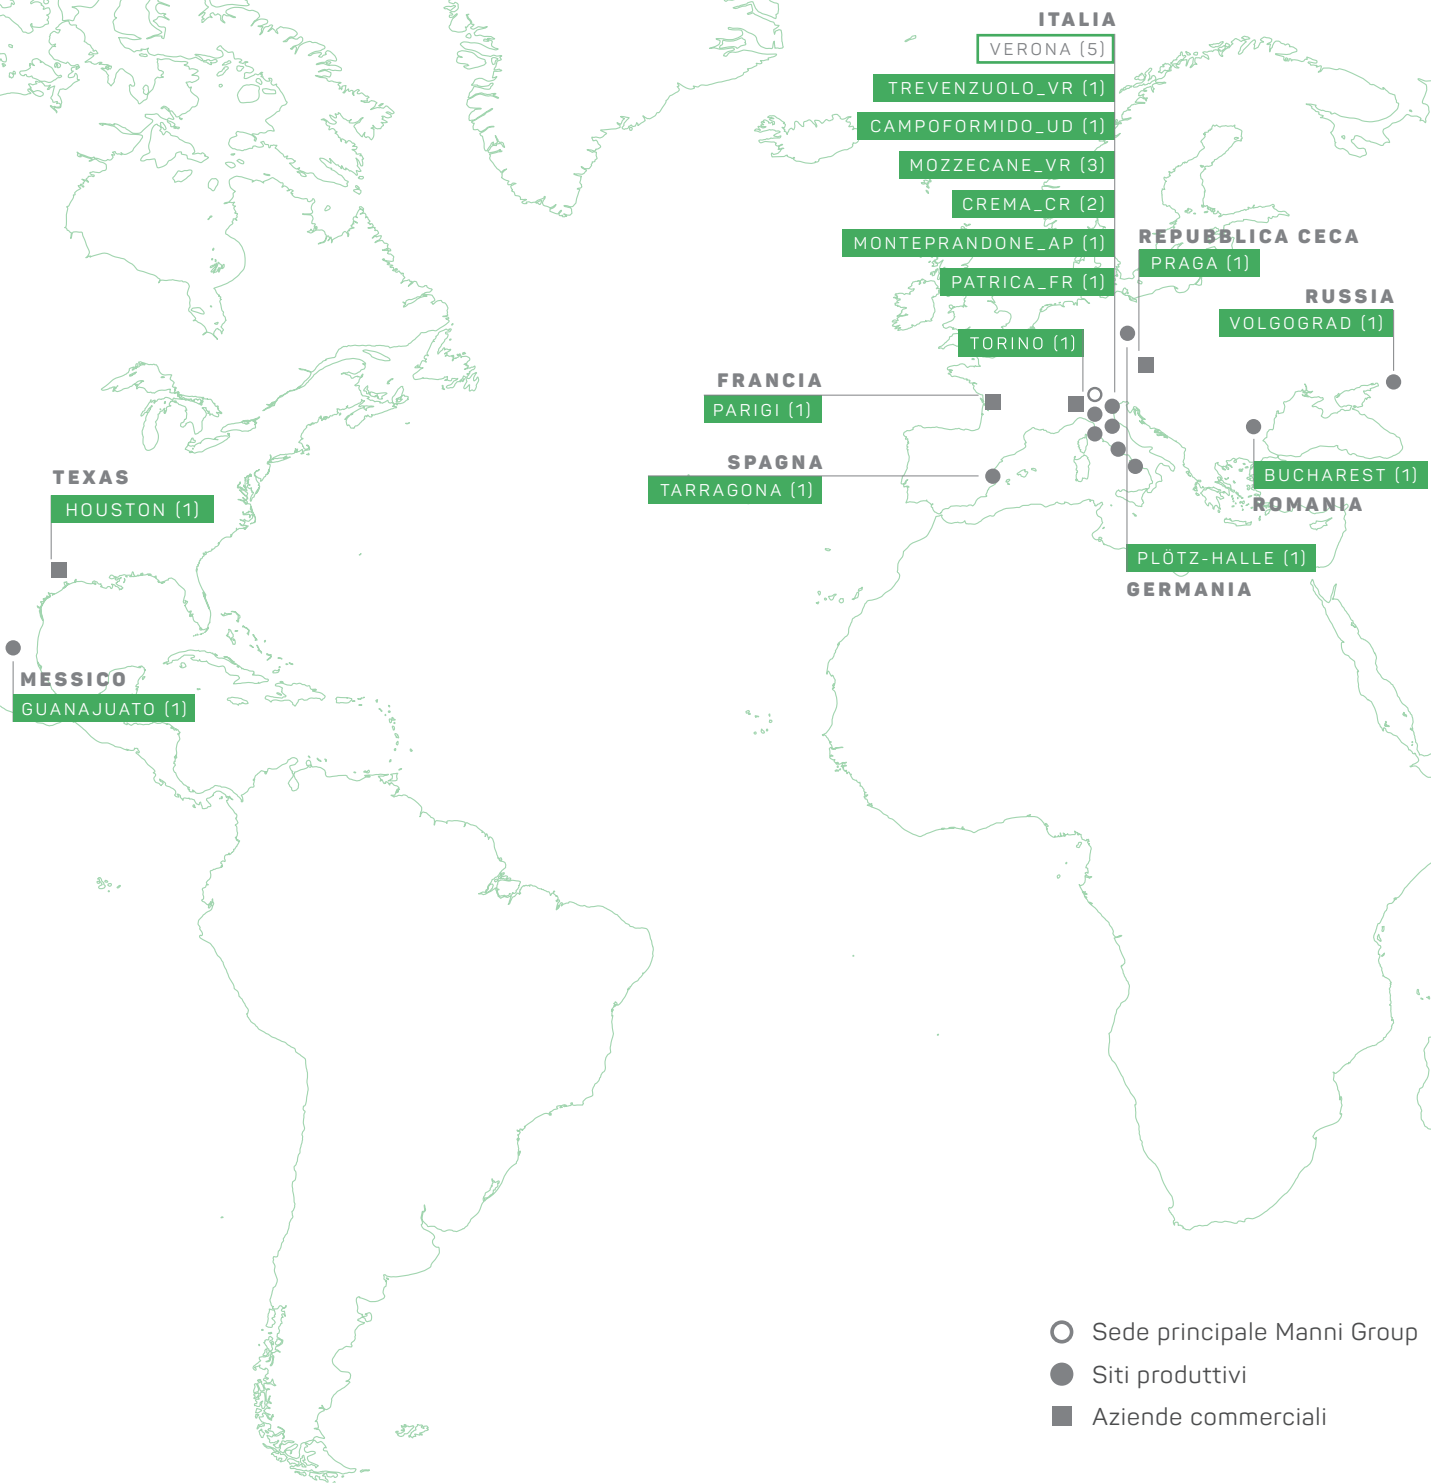 ITALIA
VERONA (5)
TREVENZUOLO_VR (1)
CAMPOFORMIDO_UD (1)
MOZZECANE_VR (3)
CREMA_CR (2)
MONTEPRANDONE_AP (1)
PATRICA_FR (1)
TORINO (1)
REPUBBLICA CECA
PRAGA (1)
RUSSIA
VOLGOGRAD (1)
FRANCIA
PARIGI (1)
SPAGNA
TARRAGONA (1)
BUCHAREST (1)
ROMANIA
PLÖTZ-HALLE (1)
GERMANIA
TEXAS
HOUSTON (1)
MESSICO
GUANAJUATO (1)
Sede principale Manni Group
Siti produttivi
Aziende commerciali